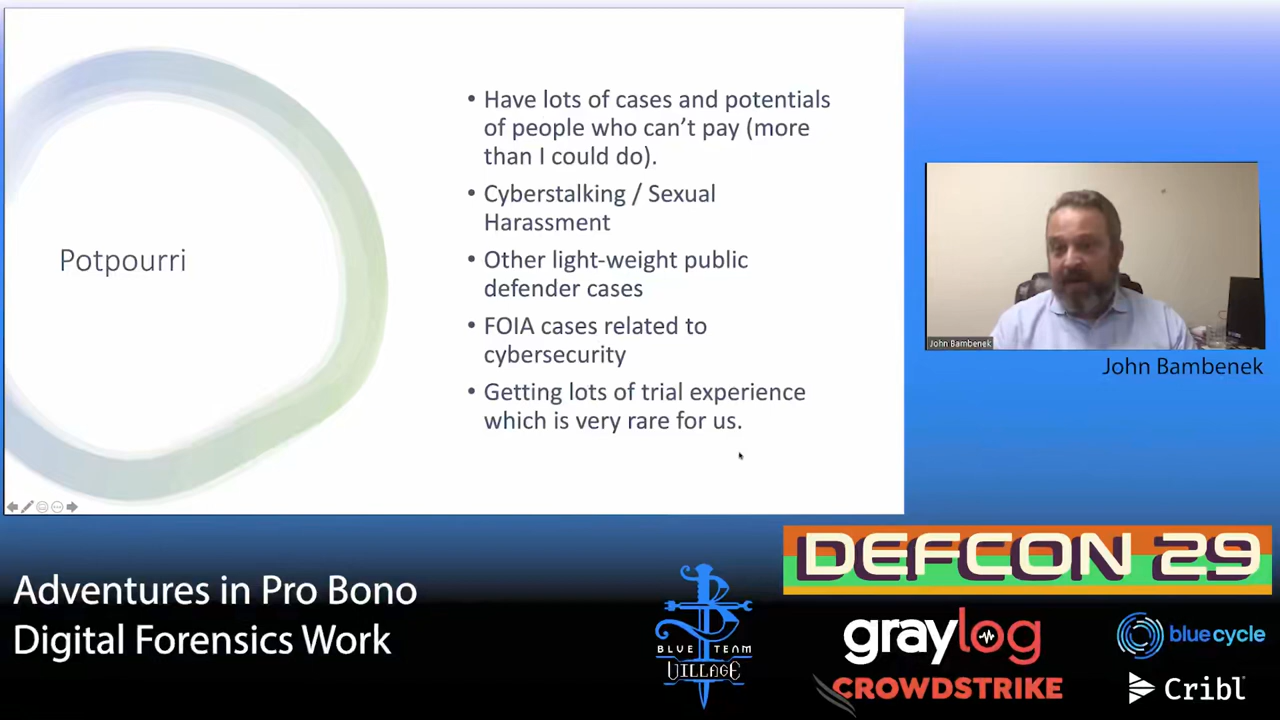 Potpourri
• Have lots of cases and potentials
of people who can't pay (more
than I could do).
• Cyberstalking / Sexual
Harassment
• Other light-weight public
defender cases
• FOIA cases related to
cybersecurity
• Getting lots of trial experience
which is very rare for us.
John Bambenek
John Bambenek
Adventures in Pro Bono
Digital Forensics Work
BLUE TEAM
VILLAGE
DEFCON 29
graylog
blue cycle
CROWDSTRIKE
Cribl